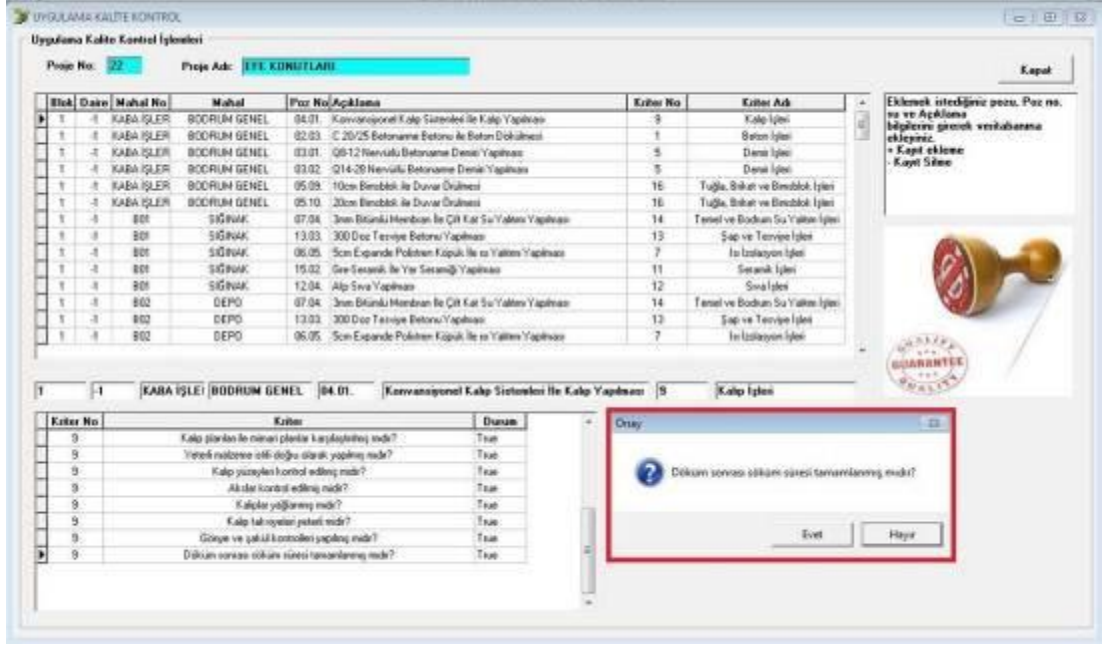 UYGULAMA KALİTE KONTROL
Uygulama Kalite Kontrol İşlemleri
Proje No: 22 Proje Adı: EFE KONUTLARI
Kapat
Blok Daire Mahal No Mahal Poz No Açıklama Kriter No Kriter Adı
1 -1 KABA İŞLER BODRUM GENEL 04.01. Konvansiyonel Kalıp Sistemleri İle Kalıp Yapılması 9 Kalıp İşleri
1 -1 KABA İŞLER BODRUM GENEL 02.03. C 20/25 Betonarme Betonu ile Beton Dökülmesi 1 Beton İşleri
1 -1 KABA İŞLER BODRUM GENEL 03.01. Q8-12 Nervürlü Betonarme Demiri Yapılması 5 Demir İşleri
1 -1 KABA İŞLER BODRUM GENEL 03.02. Q14-28 Nervürlü Betonarme Demiri Yapılması 5 Demir İşleri
1 -1 KABA İŞLER BODRUM GENEL 05.09. 10cm Bimsblok ile Duvar Örülmesi 16 Tuğla, Briket ve Bimsblok İşleri
1 -1 KABA İŞLER BODRUM GENEL 05.10. 20cm Bimsblok ile Duvar Örülmesi 16 Tuğla, Briket ve Bimsblok İşleri
1 -1 B01 SIĞINAK 07.04. 3mm Bitümlü Membran İle Çift Kat Su Yalıtımı Yapılması 14 Temel ve Bodrum Su Yalıtım İşleri
1 -1 B01 SIĞINAK 13.03. 300 Doz Tesviye Betonu Yapılması 13 Şap ve Tesviye İşleri
1 -1 B01 SIĞINAK 06.05. 5cm Expande Polistren Köpük İle ısı Yalıtımı Yapılması 7 Isı İzolasyon İşleri
1 -1 B01 SIĞINAK 15.02. Gre Seramik İle Yer Seramiği Yapılması 11 Seramik İşleri
1 -1 B01 SIĞINAK 12.04. Alçı Sıva Yapılması 12 Sıva İşleri
1 -1 B02 DEPO 07.04. 3mm Bitümlü Membran İle Çift Kat Su Yalıtımı Yapılması 14 Temel ve Bodrum Su Yalıtım İşleri
1 -1 B02 DEPO 13.03. 300 Doz Tesviye Betonu Yapılması 13 Şap ve Tesviye İşleri
1 -1 B02 DEPO 06.05. 5cm Expande Polistren Köpük İle ısı Yalıtımı Yapılması 7 Isı İzolasyon İşleri
Eklemek istediğiniz pozu, Poz no.
su ve Açıklama
bilgilerini girerek veritabanına
ekleyiniz.
+ Kayıt ekleme
- Kayıt Silme
QUALITY
GUARANTEE
QUALITY
1 -1 KABA İŞLEI BODRUM GENEL 04.01. Konvansiyonel Kalıp Sistemleri İle Kalıp Yapılması 9 Kalıp İşleri
Kriter No Kriter Durum
9 Kalıp planları ile mimari planlar karşılaştırılmış mıdır? True
9 Yeterli malzeme istifi doğru olarak yapılmış mıdır? True
9 Kalıp yüzeyleri kontrol edilmiş midir? True
9 Akslar kontrol edilmiş midir? True
9 Kalıplar yağlanmış mıdır? True
9 Kalıp takviyeleri yeterli midir? True
9 Gönye ve şakül kontrolleri yapılmış mıdır? True
9 Döküm sonrası söküm süresi tamamlanmış mıdır? True
Onay
Döküm sonrası söküm süresi tamamlanmış mıdır?
Evet Hayır